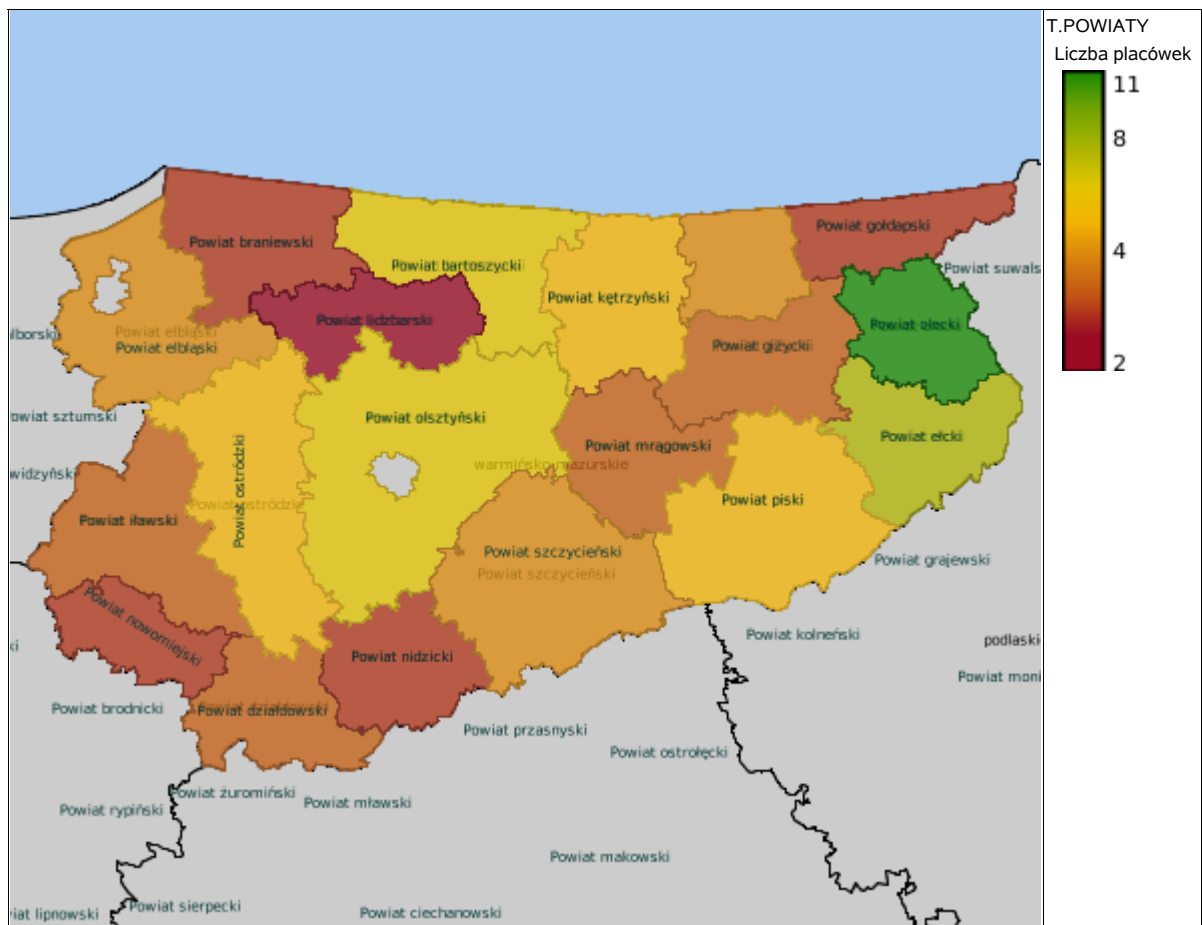 T.POWIATY
Liczba placówek
11
8
4
2
Powiat braniewski
Powiat gołdapski
Powiat bartoszycki
Powiat suwals
Powiat kętrzyński
Powiat lidzbarski
Powiat olecki
lborski
Powiat elbląski
Powiat elbląski
Powiat giżycki
owiat sztumski
Powiat olsztyński
Powiat ełcki
Powiat mrągowski
warmińsko-mazurskie
widzyński
Powiat ostródzki
Powiat ostródzki
Powiat piski
Powiat iławski
Powiat szczycieński
Powiat szczycieński
Powiat grajewski
Powiat nowomiejski
Powiat kolneński
podlaski
ki
Powiat nidzicki
Powiat moni
Powiat brodnicki
Powiat działdowski
Powiat działdowski
Powiat przasnyski
Powiat ostrołęcki
Powiat żuromiński
Powiat mławski
Powiat rypiński
Powiat makowski
Powiat sierpecki
iat lipnowski
Powiat ciechanowski